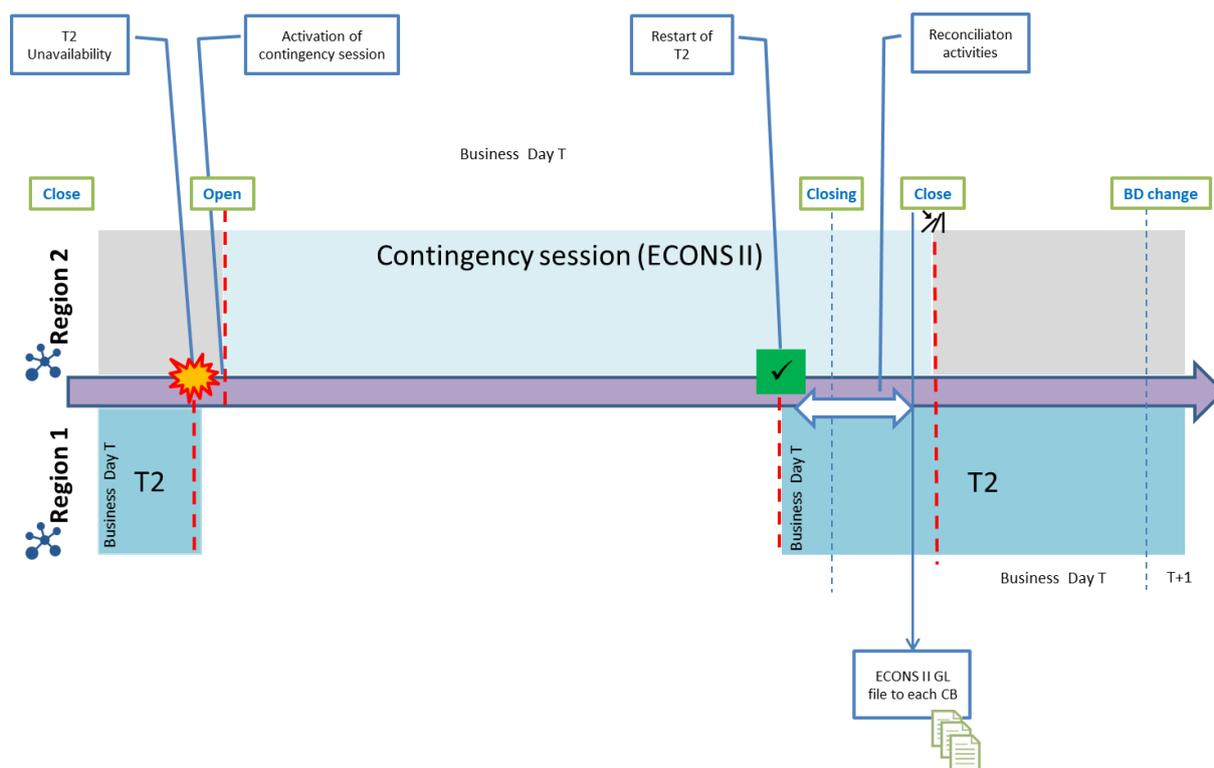 T2
Unavailability
Activation of
contingency session
Restart of
T2
Reconciliaton
activities
Business Day T
Close
Open
Closing
Close
BD change
Contingency session (ECONS II)
Region 2
Region 1
Business Day T
T2
Business Day T
T2
Business Day T
T+1
ECONS II GL
file to each CB